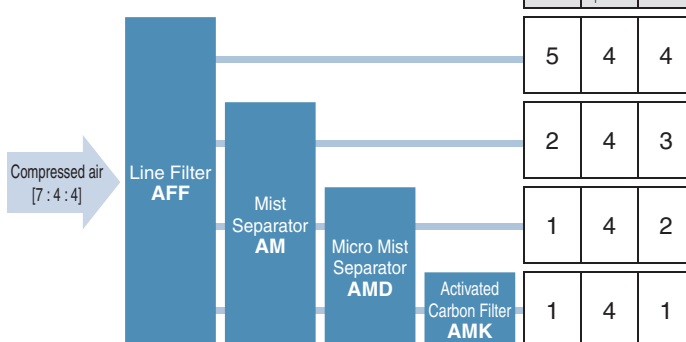 5 4 4
2 4 3
Compressed air
[7 : 4 : 4]
Line Filter
AFF
Mist
Separator
AM
1 4 2
Micro Mist
Separator
AMD
Activated
Carbon Filter
AMK
1 4 1